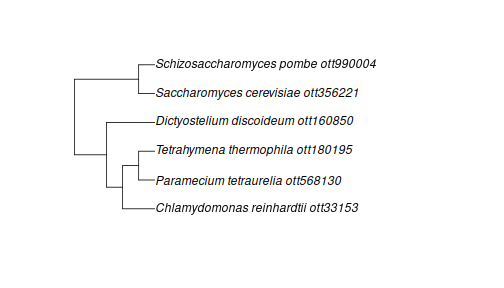 Schizosaccharomyces pombe ott990004
Saccharomyces cerevisiae ott356221
Dictyostelium discoideum ott160850
Tetrahymena thermophila ott180195
Paramecium tetraurelia ott568130
Chlamydomonas reinhardtii ott33153